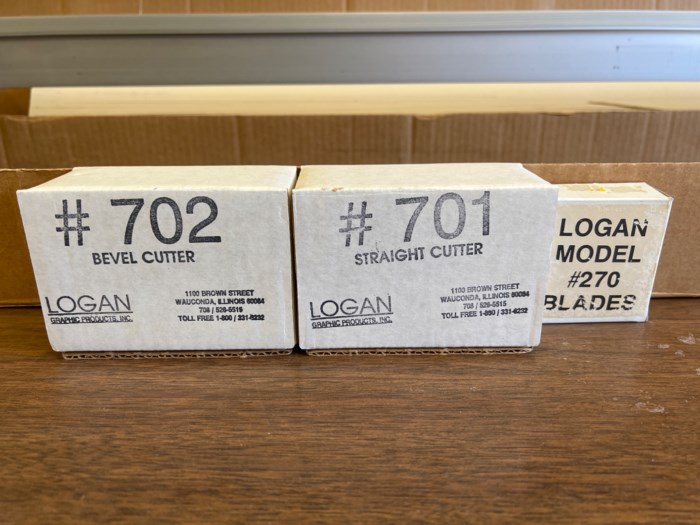 # 702
BEVEL CUTTER
LOGAN
GRAPHIC PRODUCTS, INC.
1100 BROWN STREET
WAUCONDA, ILLINOIS 60084
708 / 526-5515
TOLL FREE 1-800 / 331-6232
# 701
STRAIGHT CUTTER
LOGAN
GRAPHIC PRODUCTS, INC.
1100 BROWN STREET
WAUCONDA, ILLINOIS 60084
708 / 526-5515
TOLL FREE 1-800 / 331-6232
LOGAN
MODEL
#270
BLADES